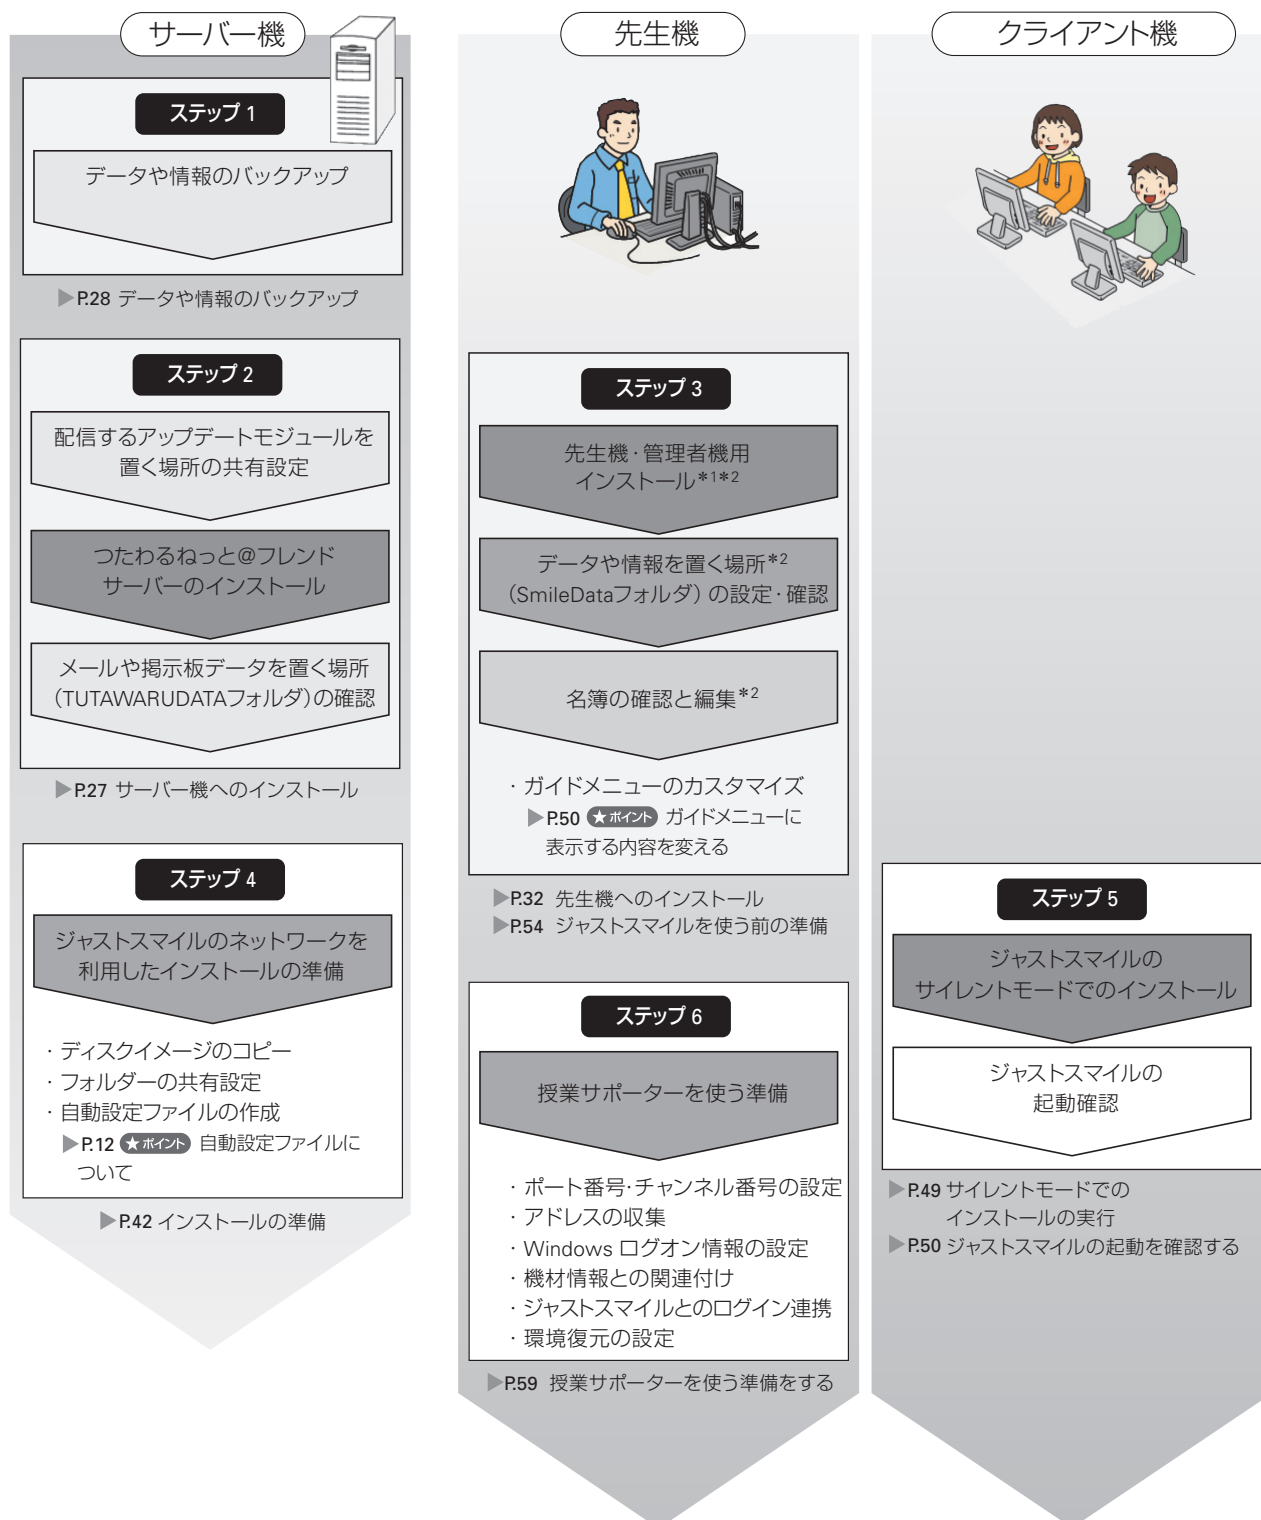 サーバー機
ステップ 1
データや情報のバックアップ
▶P.28 データや情報のバックアップ
ステップ 2
配信するアップデートモジュールを
置く場所の共有設定
つたわるねっと@フレンド
サーバーのインストール
メールや掲示板データを置く場所
（TUTAWARUDATAフォルダ）の確認
▶P.27 サーバー機へのインストール
ステップ 4
ジャストスマイルのネットワークを
利用したインストールの準備
・ディスクイメージのコピー
・フォルダーの共有設定
・自動設定ファイルの作成
▶P.12 ★ポイント 自動設定ファイルに
ついて
▶P.42 インストールの準備
先生機
ステップ 3
先生機・管理者機用
インストール*1*2
データや情報を置く場所*2
（SmileDataフォルダ）の設定・確認
名簿の確認と編集*2
・ガイドメニューのカスタマイズ
▶P.50 ★ポイント ガイドメニューに
表示する内容を変える
▶P.32 先生機へのインストール
▶P.54 ジャストスマイルを使う前の準備
ステップ 6
授業サポーターを使う準備
・ポート番号・チャンネル番号の設定
・アドレスの収集
・Windows ログオン情報の設定
・機材情報との関連付け
・ジャストスマイルとのログイン連携
・環境復元の設定
▶P.59 授業サポーターを使う準備をする
クライアント機
ステップ 5
ジャストスマイルの
サイレントモードでのインストール
ジャストスマイルの
起動確認
▶P.49 サイレントモードでの
インストールの実行
▶P.50 ジャストスマイルの起動を確認する